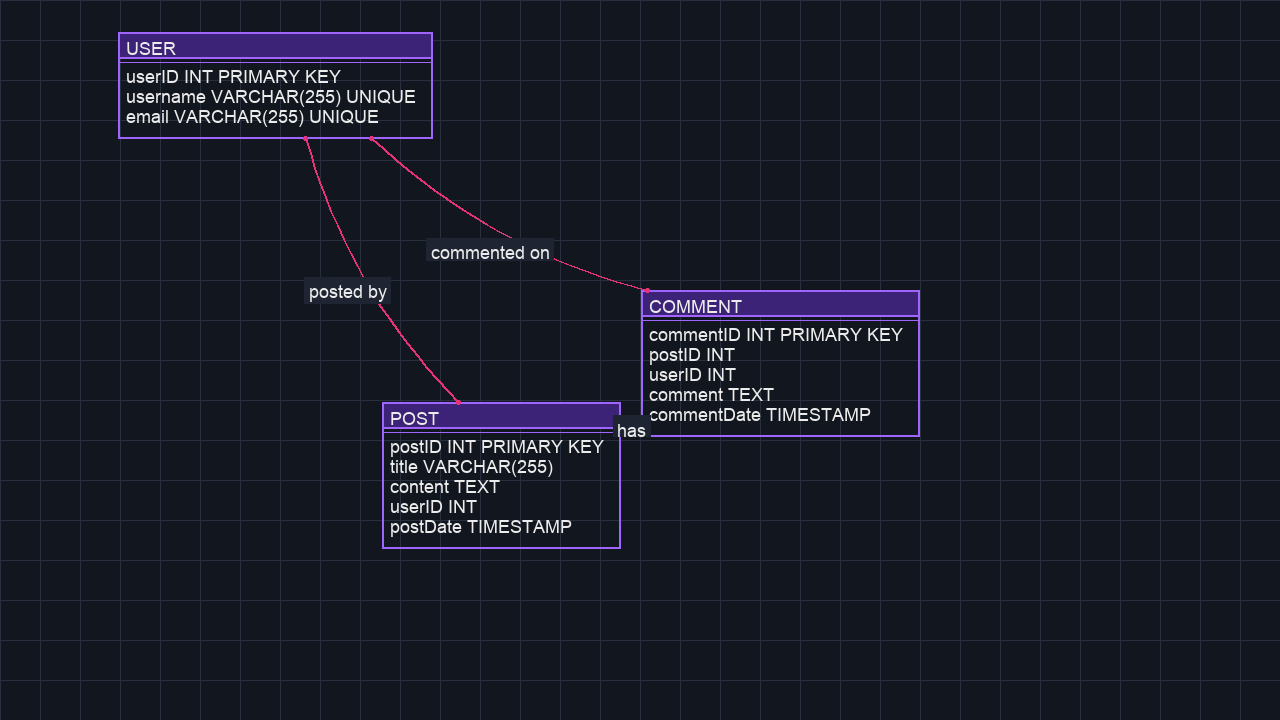 USER
userID INT PRIMARY KEY
username VARCHAR(255) UNIQUE
email VARCHAR(255) UNIQUE
commented on
posted by
COMMENT
commentID INT PRIMARY KEY
postID INT
userID INT
comment TEXT
commentDate TIMESTAMP
has
POST
postID INT PRIMARY KEY
title VARCHAR(255)
content TEXT
userID INT
postDate TIMESTAMP